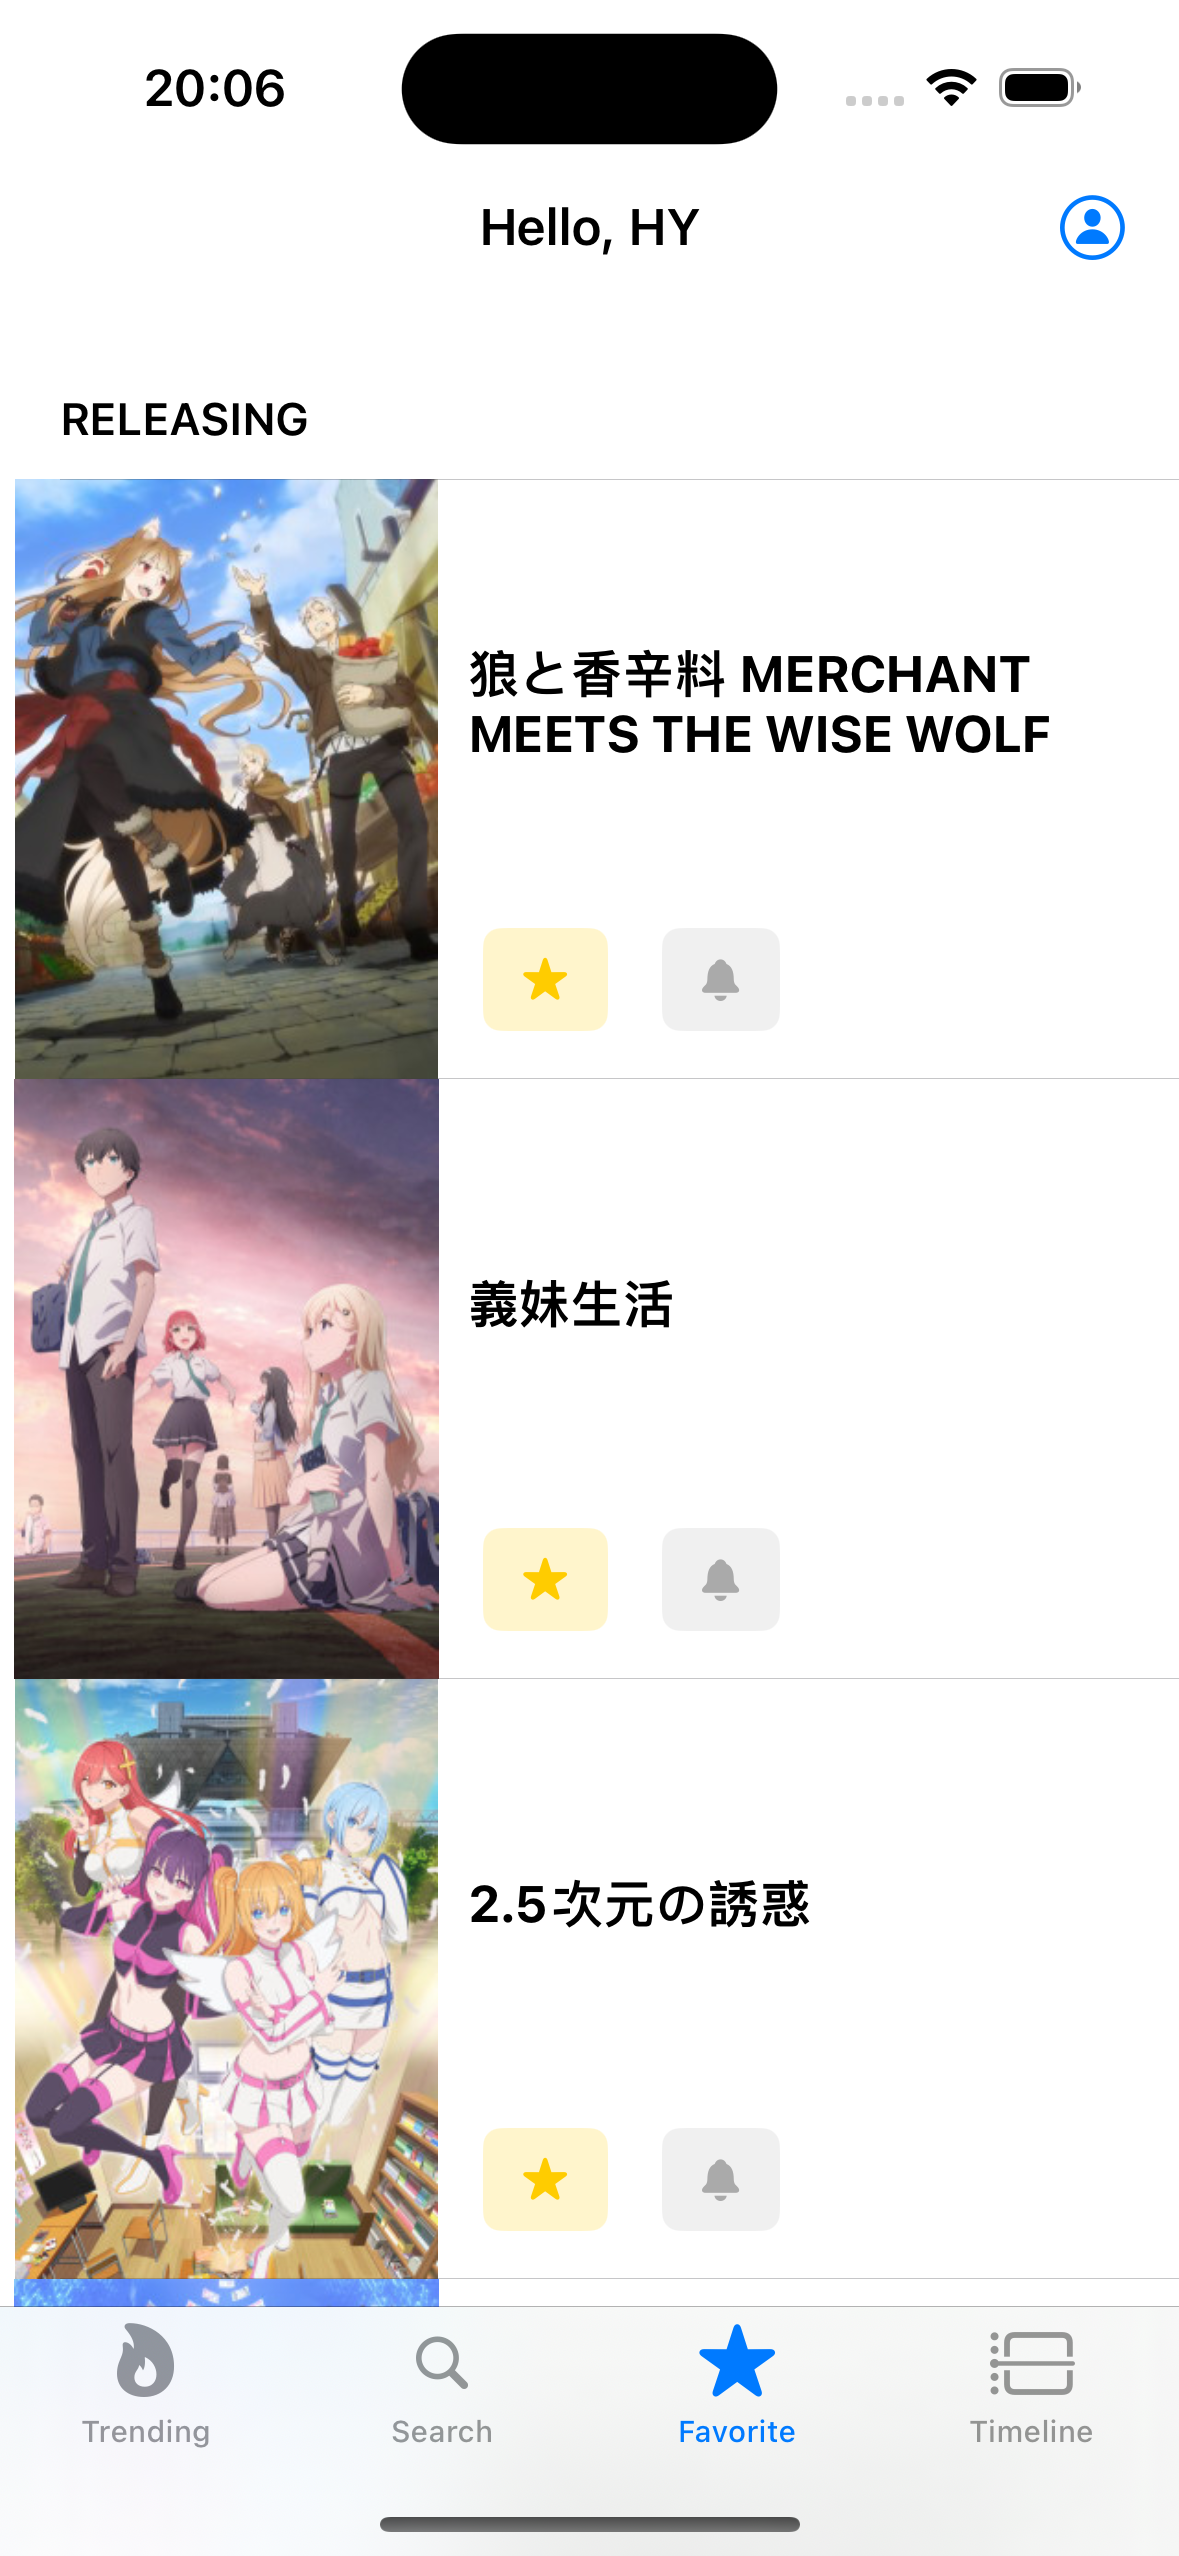 20:06
Hello, HY
RELEASING
狼と香辛料 MERCHANT
MEETS THE WISE WOLF
義妹生活
2.5次元の誘惑
Trending
Search
Favorite
Timeline